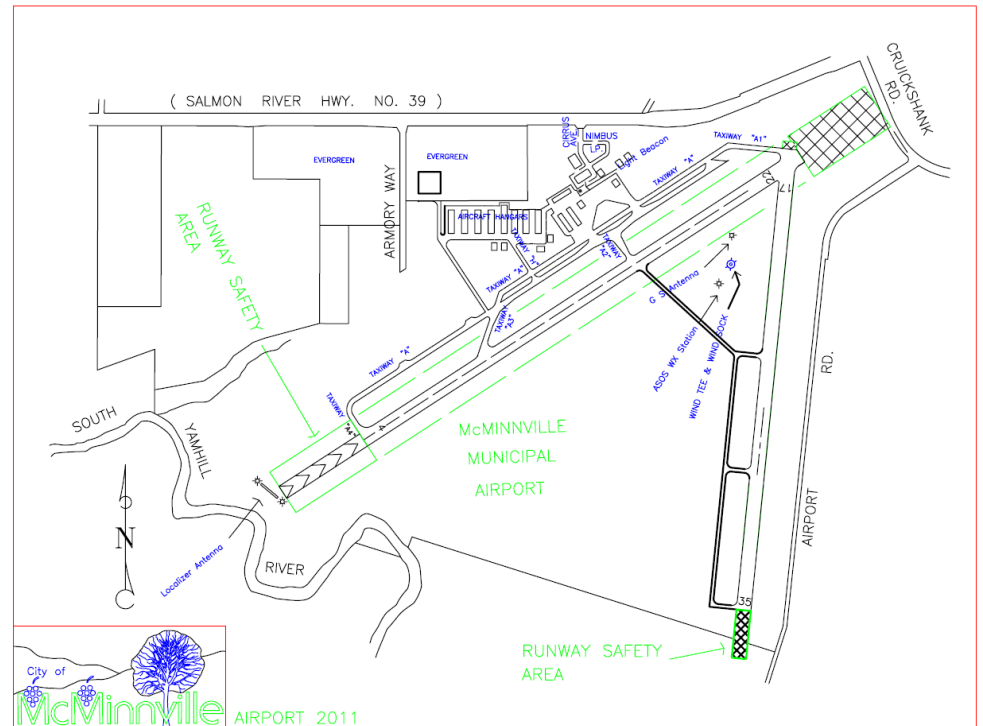 ( SALMON RIVER HWY. NO. 39 )
CRUICKSHANK
RD.
EVERGREEN
EVERGREEN
ARMORY WAY
CIRRUS
AVE
NIMBUS
LP.
Light Beacon
TAXIWAY "A1"
TAXIWAY "A"
22
17
AIRCRAFT HANGARS
TAXIWAY "H"
TAXIWAY
"A2"
TAXIWAY "A"
TAXIWAY
"A3"
RUNWAY SAFETY
AREA
G S Antenna
ASOS WX Station
WIND TEE & WIND SOCK
TAXIWAY "A"
TAXIWAY "A4"
4
SOUTH
YAMHILL
RIVER
McMINNVILLE
MUNICIPAL
AIRPORT
AIRPORT
RD.
N
Localizer Antenna
35
RUNWAY SAFETY
AREA
City of
McMinnville
AIRPORT 2011